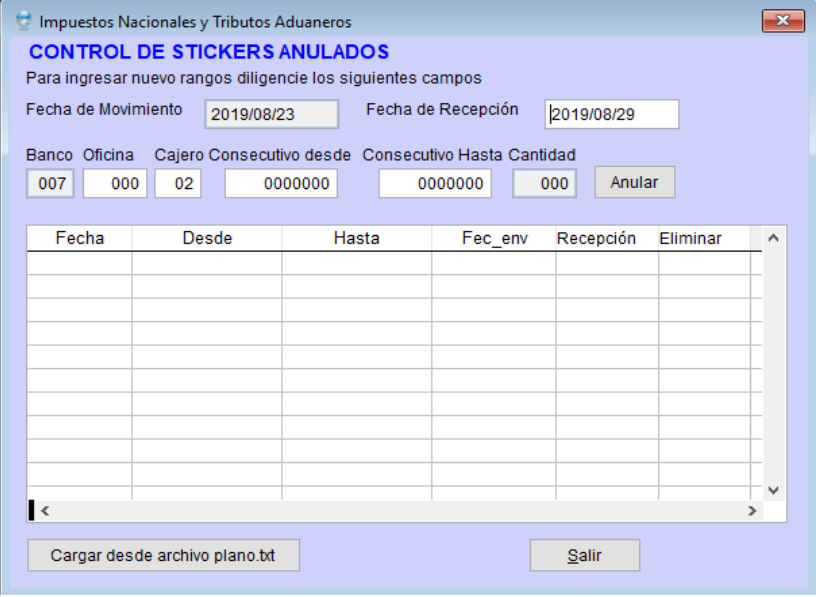 Impuestos Nacionales y Tributos Aduaneros
CONTROL DE STICKERS ANULADOS
Para ingresar nuevo rangos diligencie los siguientes campos
Fecha de Movimiento 2019/08/23 Fecha de Recepción 2019/08/29
Banco Oficina Cajero Consecutivo desde Consecutivo Hasta Cantidad
007 000 02 0000000 0000000 000 Anular
Fecha Desde Hasta Fec_env Recepción Eliminar
Cargar desde archivo plano.txt Salir